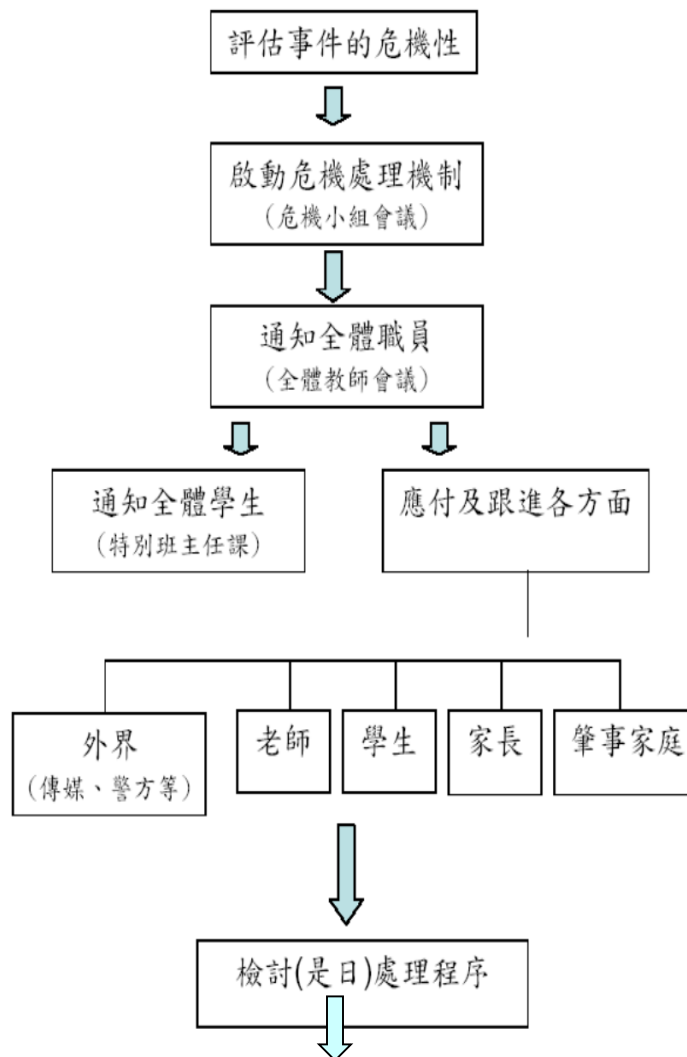 評估事件的危機性
啟動危機處理機制
（危機小組會議）
通知全體職員
（全體教師會議）
通知全體學生
（特別班主任課）
應付及跟進各方面
外界
（傳媒、警方等）
老師
學生
家長
肇事家庭
檢討(是日)處理程序